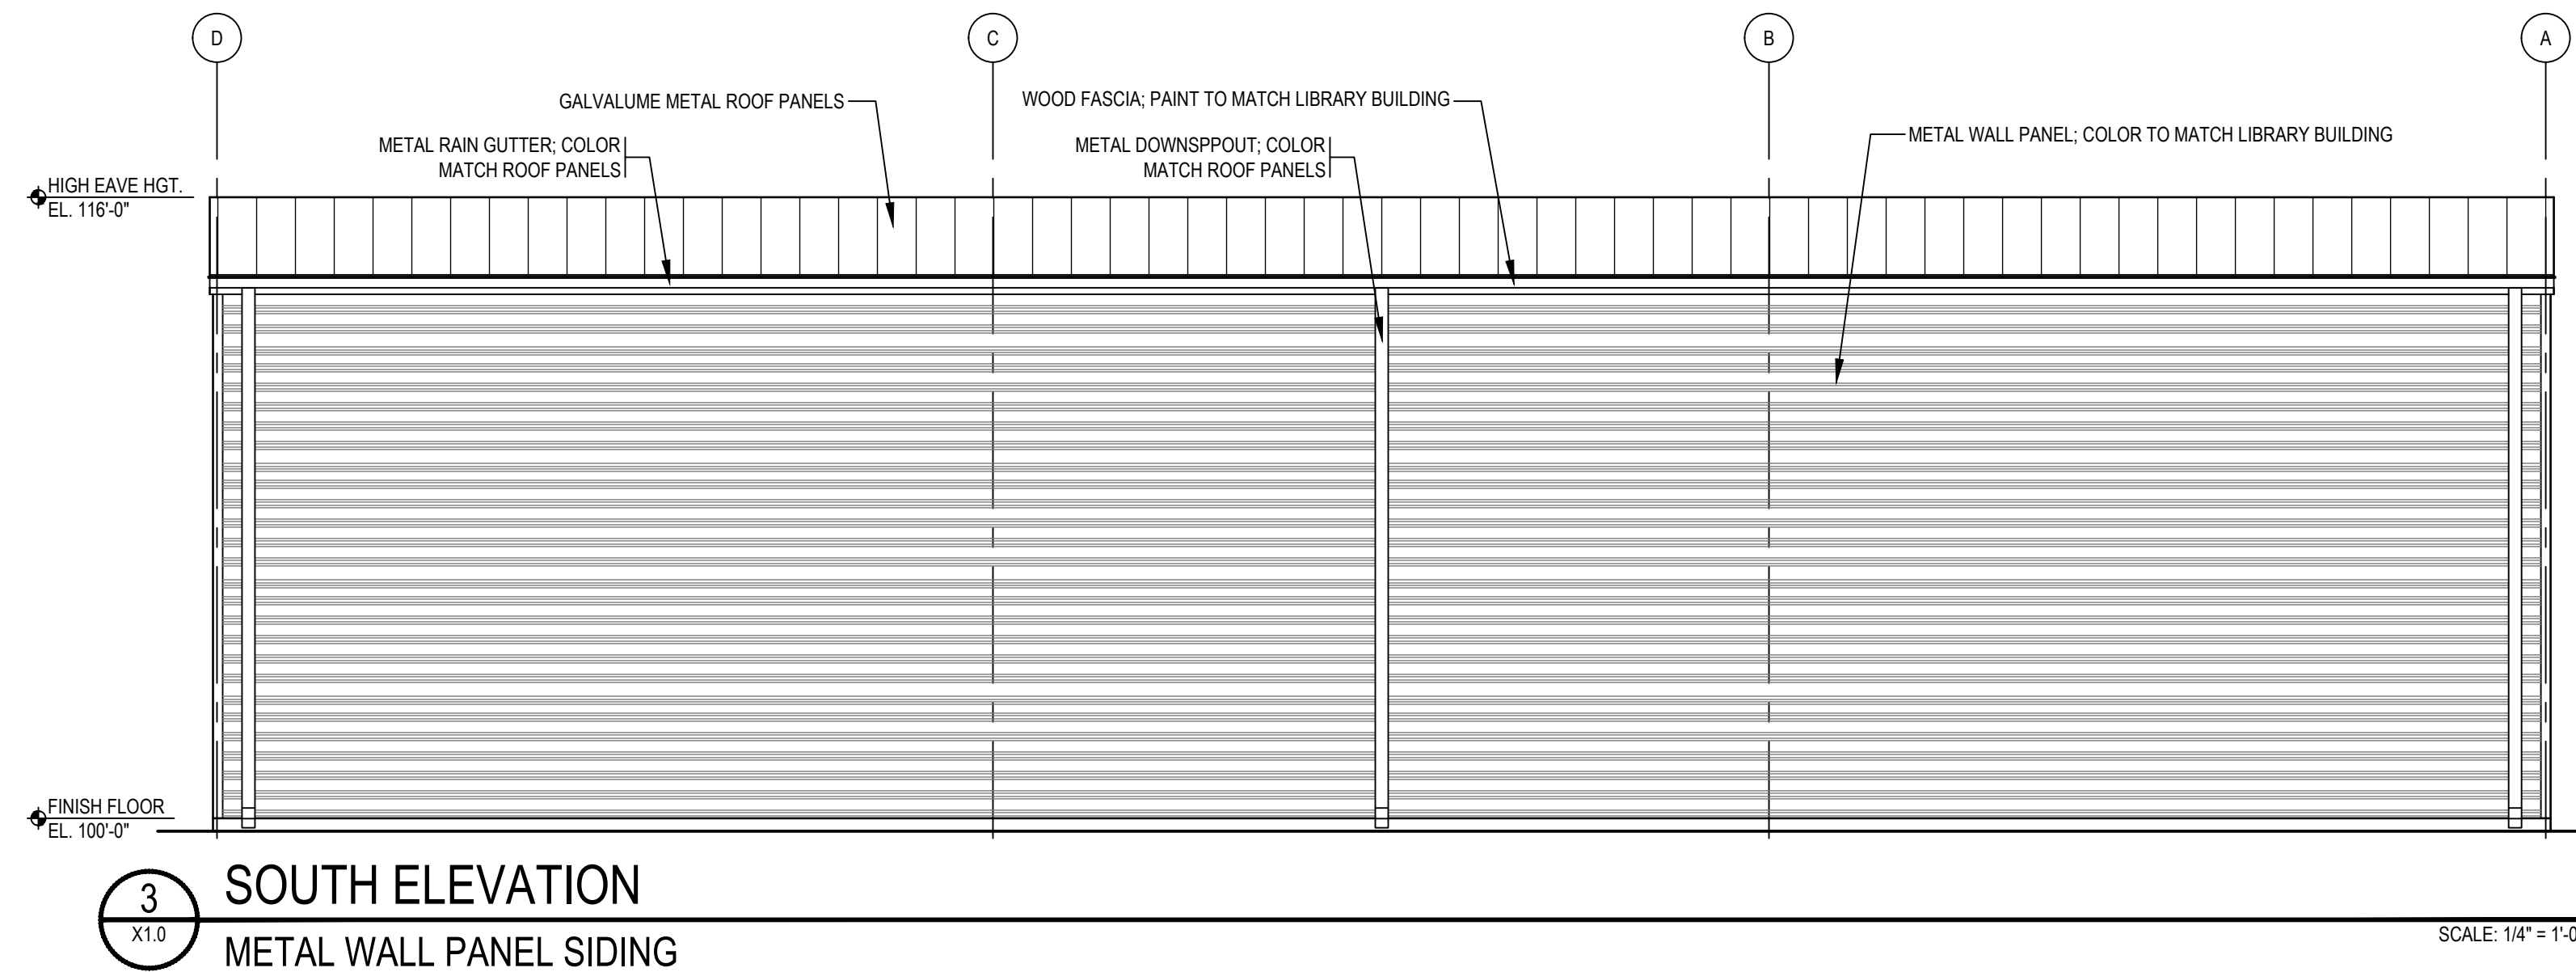 D
C
B
A
GALVALUME METAL ROOF PANELS
WOOD FASCIA; PAINT TO MATCH LIBRARY BUILDING
METAL RAIN GUTTER; COLOR
MATCH ROOF PANELS
METAL DOWNSPPOUT; COLOR
MATCH ROOF PANELS
METAL WALL PANEL; COLOR TO MATCH LIBRARY BUILDING
HIGH EAVE HGT.
EL. 116'-0"
FINISH FLOOR
EL. 100'-0"
3
X1.0
SOUTH ELEVATION
METAL WALL PANEL SIDING
SCALE: 1/4" = 1'-0